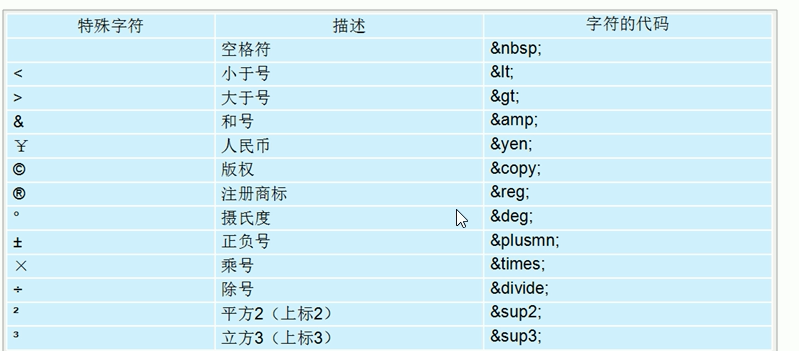 特殊字符 描述 字符的代码
空格符 &nbsp;
< 小于号 &lt;
> 大于号 &gt;
& 和号 &amp;
￥ 人民币 &yen;
© 版权 &copy;
® 注册商标 &reg;
° 摄氏度 &deg;
± 正负号 &plusmn;
× 乘号 &times;
÷ 除号 &divide;
² 平方2（上标2） &sup2;
³ 立方3（上标3） &sup3;